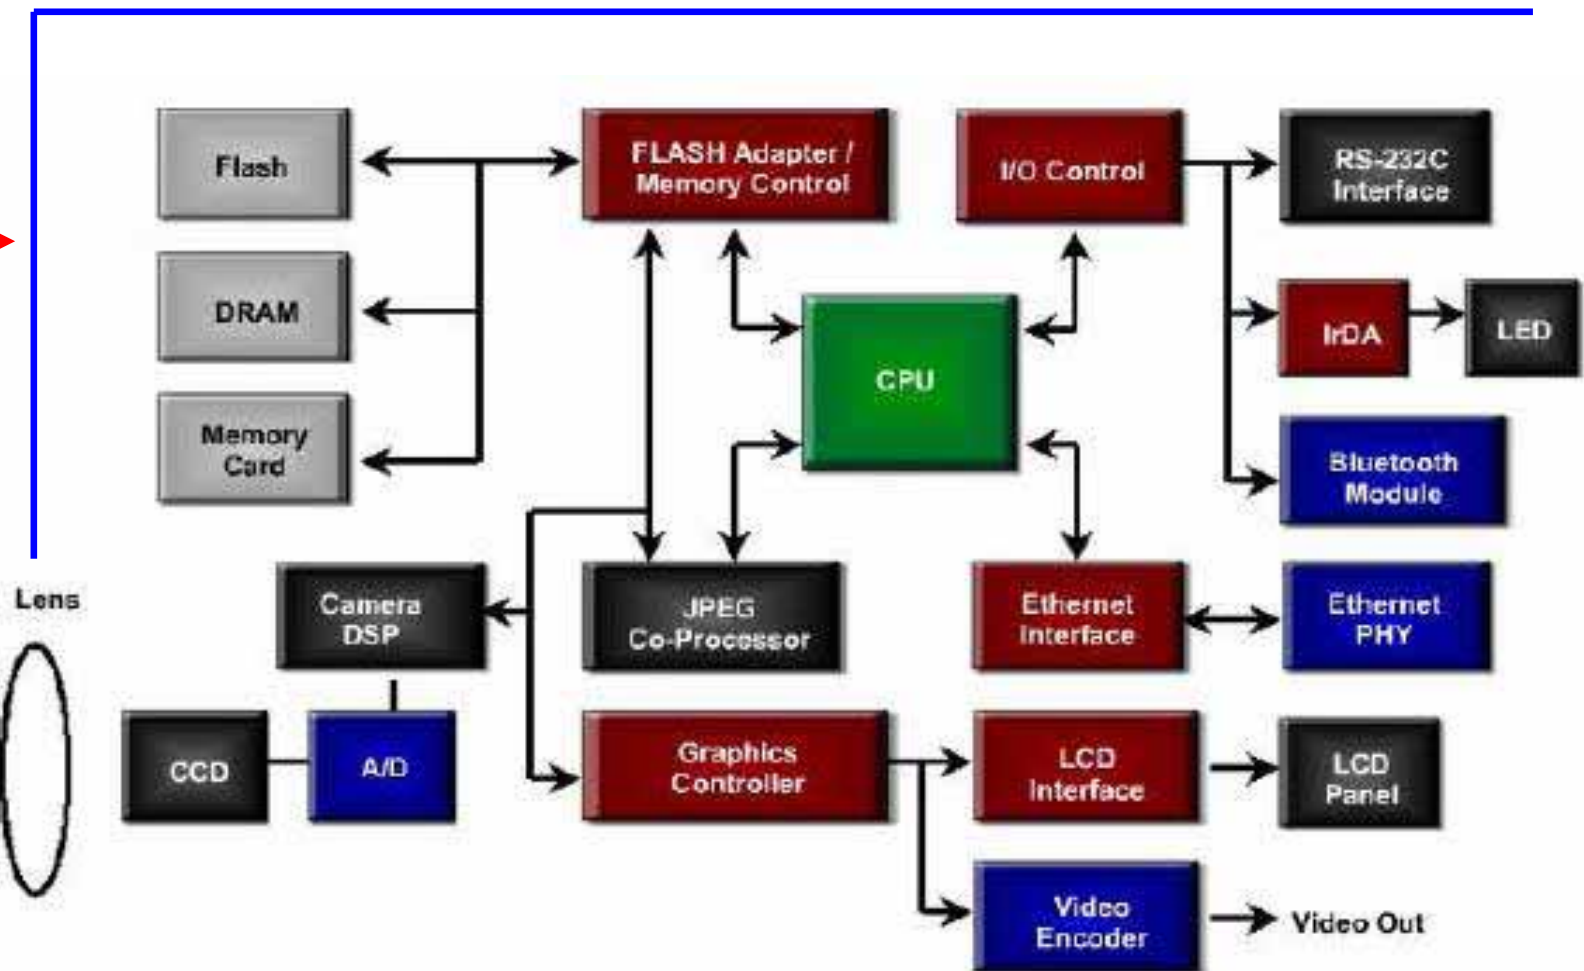 Flash
FLASH Adapter /
Memory Control
I/O Control
RS-232C
Interface
DRAM
IrDA
LED
CPU
Memory
Card
Bluetooth
Module
Lens
Camera
DSP
JPEG
Co-Processor
Ethernet
Interface
Ethernet
PHY
CCD
A/D
Graphics
Controller
LCD
Interface
LCD
Panel
Video
Encoder
Video Out